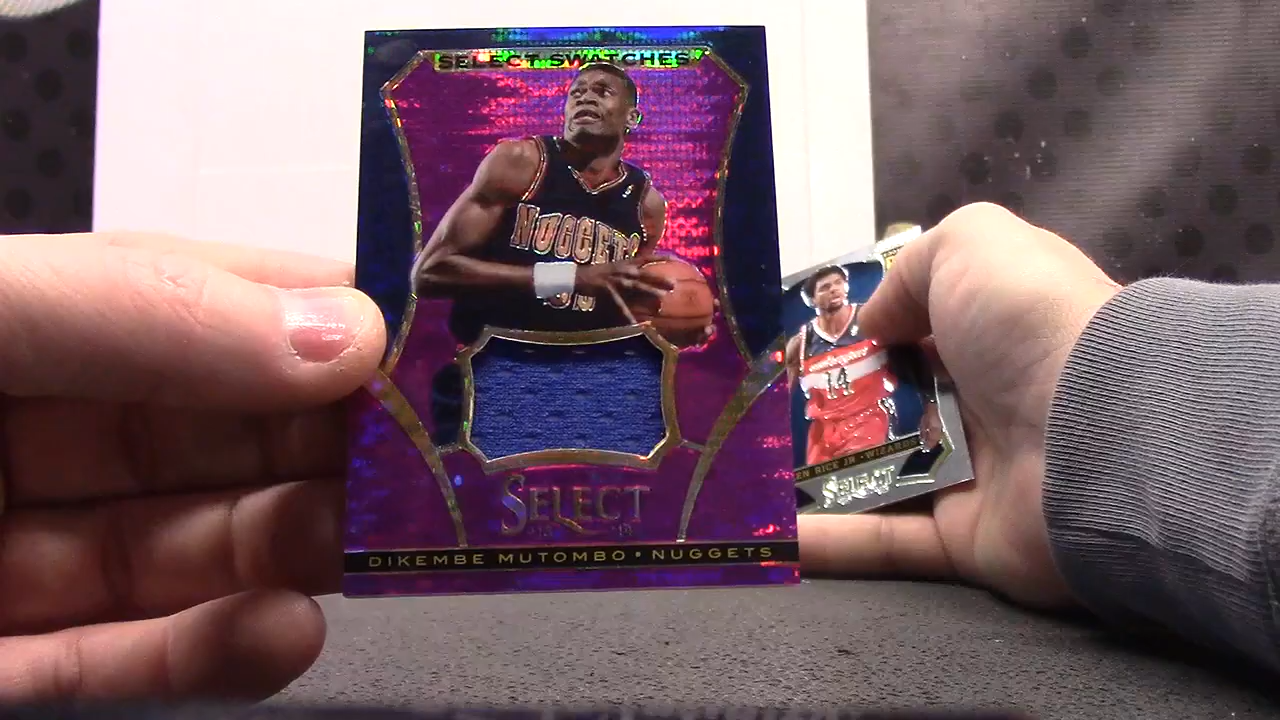 SELECT SWATCHES
NUGGETS
SELECT
DIKEMBE MUTOMBO • NUGGETS
14
EN RICE JR • WIZARDS
SELECT